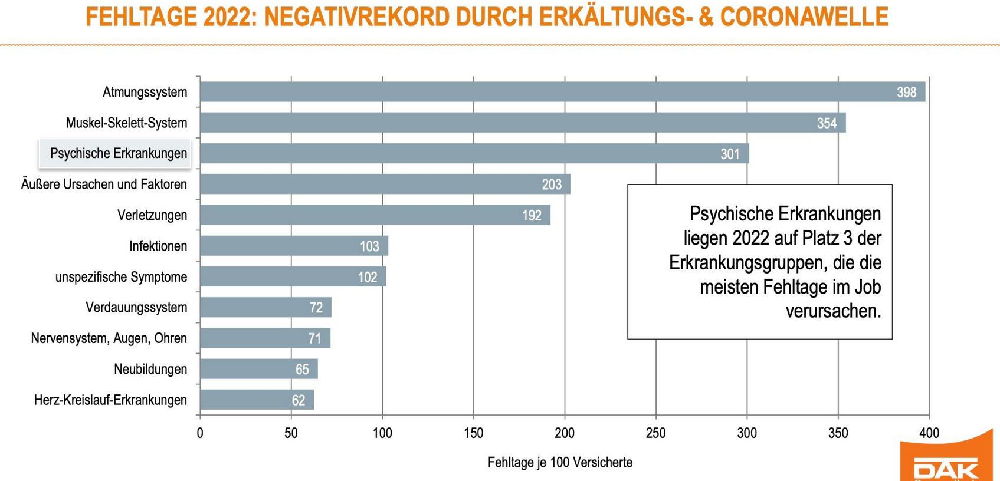 FEHLTAGE 2022: NEGATIVREKORD DURCH ERKÄLTUNGS- & CORONAWELLE
Atmungssystem 398
Muskel-Skelett-System 354
Psychische Erkrankungen 301
Äußere Ursachen und Faktoren 203
Verletzungen 192
Infektionen 103
unspezifische Symptome 102
Verdauungssystem 72
Nervensystem, Augen, Ohren 71
Neubildungen 65
Herz-Kreislauf-Erkrankungen 62
Psychische Erkrankungen
liegen 2022 auf Platz 3 der
Erkrankungsgruppen, die die
meisten Fehltage im Job
verursachen.
0 50 100 150 200 250 300 350 400
Fehltage je 100 Versicherte
DAK